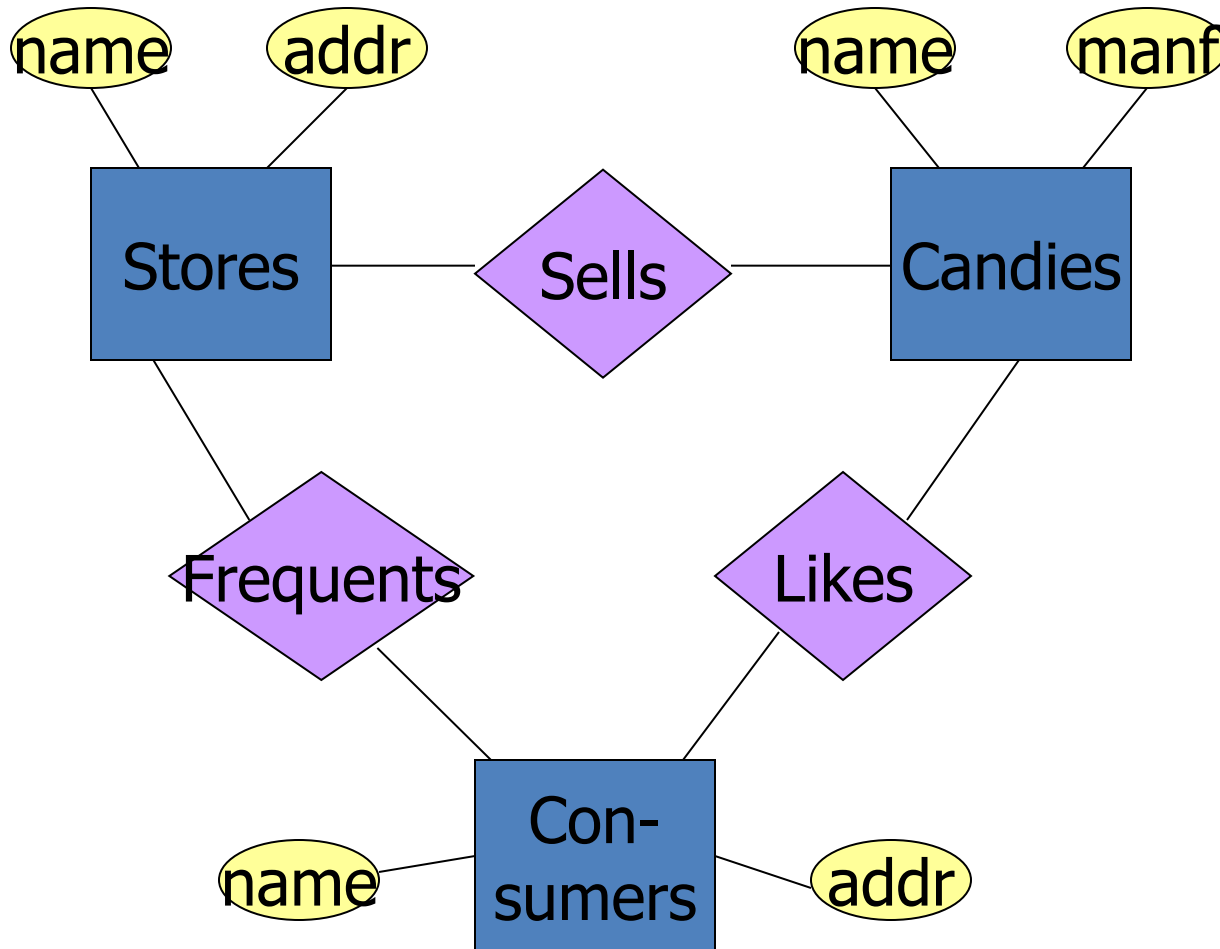 name
addr
name
manf
Stores
Sells
Candies
Frequents
Likes
Con-
sumers
name
addr